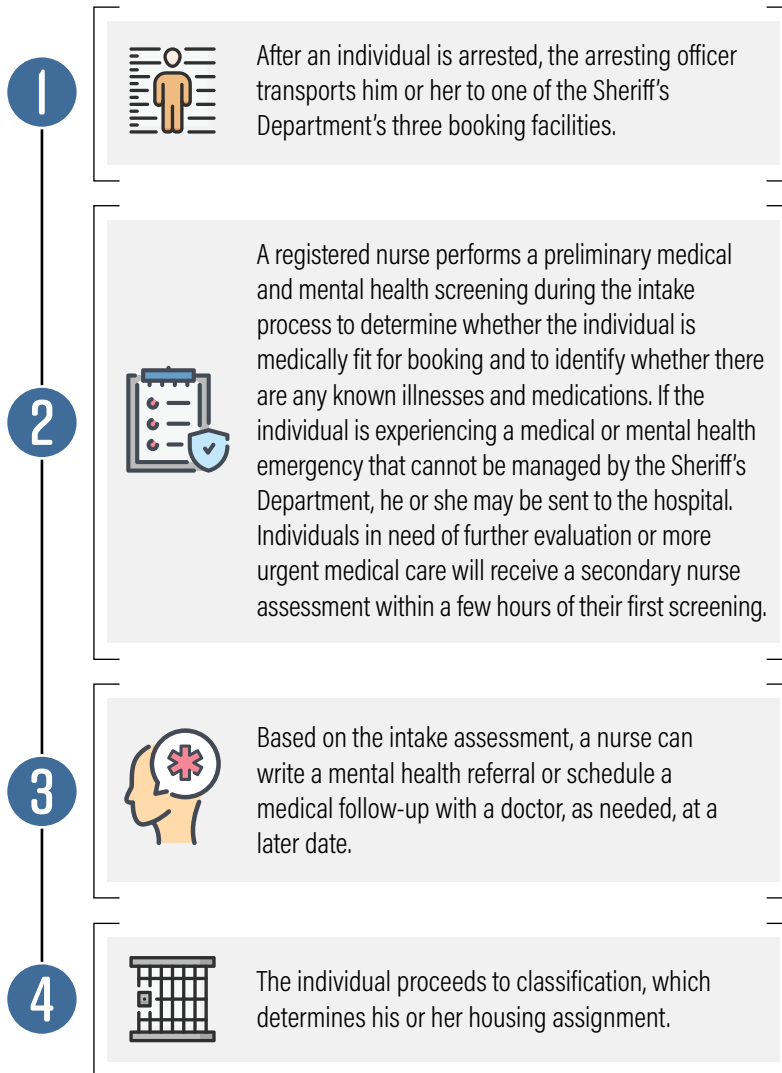 1
After an individual is arrested, the arresting officer
transports him or her to one of the Sheriff’s
Department’s three booking facilities.
2
A registered nurse performs a preliminary medical
and mental health screening during the intake
process to determine whether the individual is
medically fit for booking and to identify whether there
are any known illnesses and medications. If the
individual is experiencing a medical or mental health
emergency that cannot be managed by the Sheriff’s
Department, he or she may be sent to the hospital.
Individuals in need of further evaluation or more
urgent medical care will receive a secondary nurse
assessment within a few hours of their first screening.
3
Based on the intake assessment, a nurse can
write a mental health referral or schedule a
medical follow-up with a doctor, as needed, at a
later date.
4
The individual proceeds to classification, which
determines his or her housing assignment.